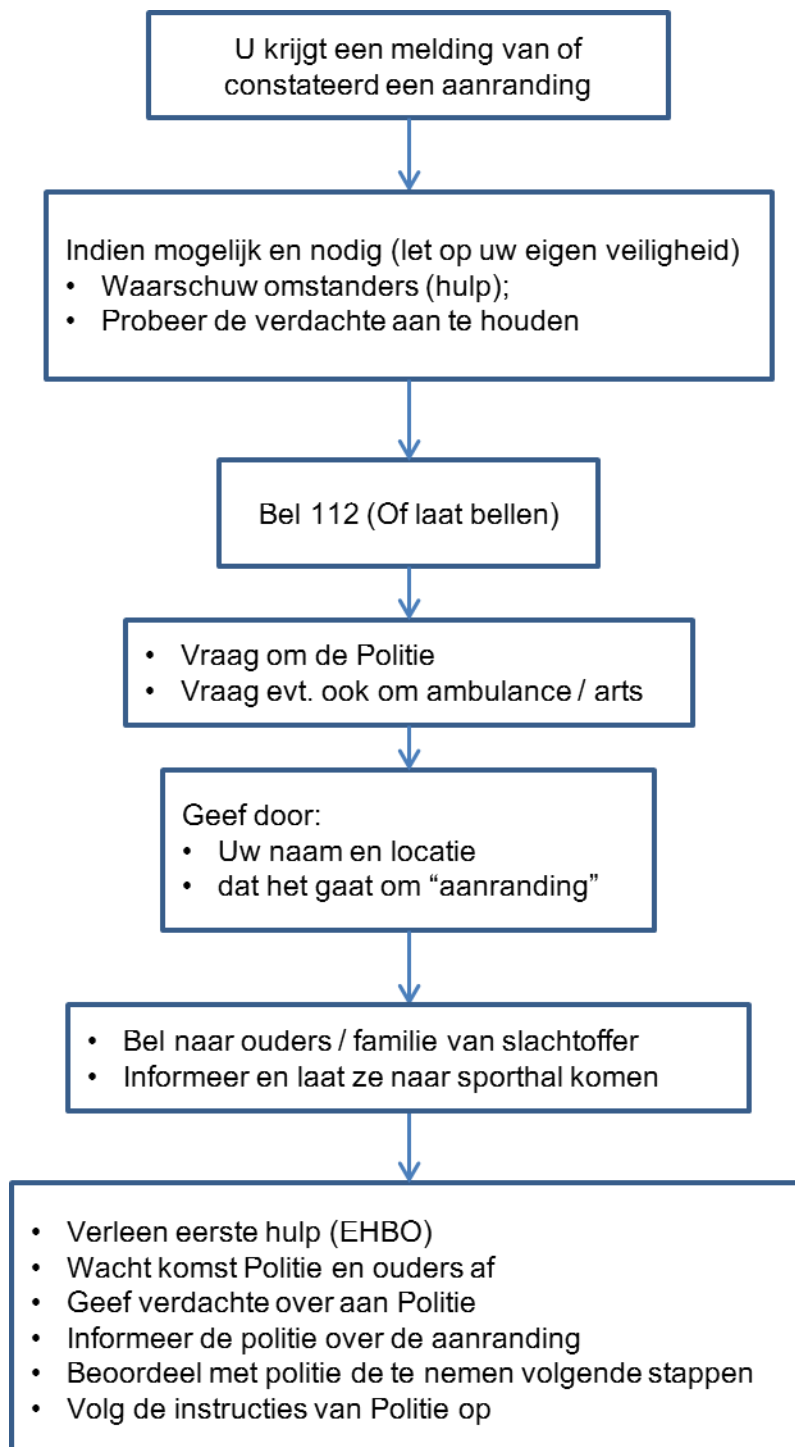 U krijgt een melding van of
constateerd een aanranding
Indien mogelijk en nodig (let op uw eigen veiligheid)
• Waarschuw omstanders (hulp);
• Probeer de verdachte aan te houden
Bel 112 (Of laat bellen)
• Vraag om de Politie
• Vraag evt. ook om ambulance / arts
Geef door:
• Uw naam en locatie
• dat het gaat om “aanranding”
• Bel naar ouders / familie van slachtoffer
• Informeer en laat ze naar sporthal komen
• Verleen eerste hulp (EHBO)
• Wacht komst Politie en ouders af
• Geef verdachte over aan Politie
• Informeer de politie over de aanranding
• Beoordeel met politie de te nemen volgende stappen
• Volg de instructies van Politie op